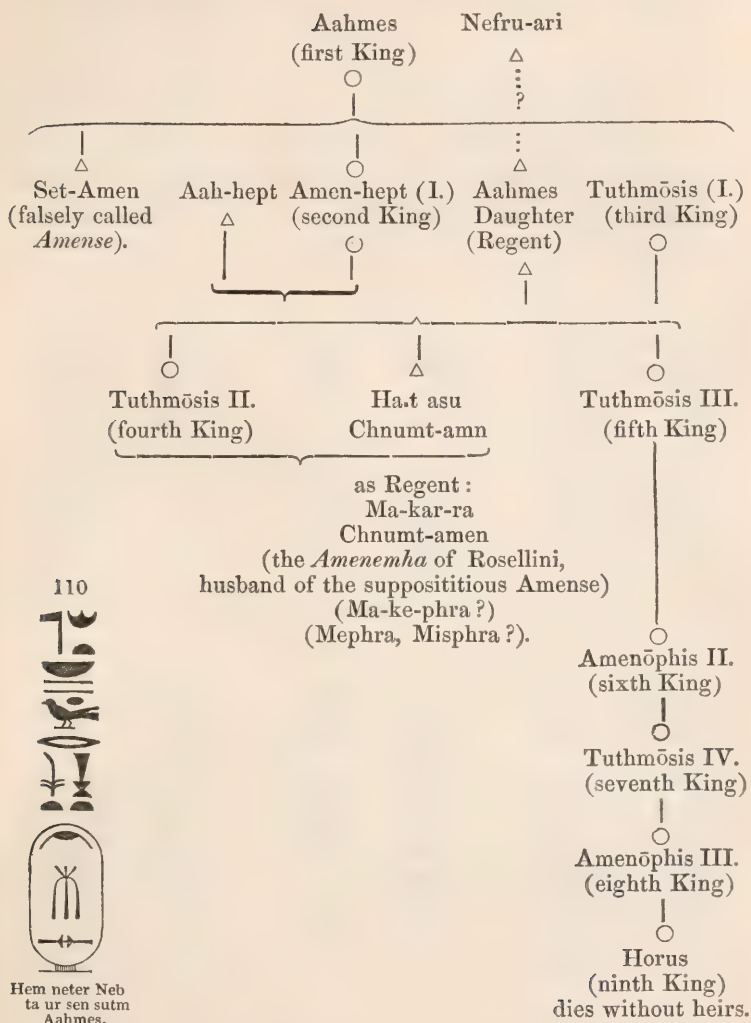 Aahmes Nefru-ari
(first King)
?
Set-Amen Aah-hept Amen-hept (I.) Aahmes Tuthmōsis (I.)
(falsely called (second King) Daughter (third King)
Amense). (Regent)
Tuthmōsis II. Ha.t asu Tuthmōsis III.
(fourth King) Chnumt-amn (fifth King)
as Regent:
Ma-kar-ra
Chnumt-amen
(the Amenemha of Rosellini,
husband of the supposititious Amense)
(Ma-ke-phra?)
(Mephra, Misphra?).
110
Amenōphis II.
(sixth King)
Tuthmōsis IV.
(seventh King)
Amenōphis III.
(eighth King)
Horus
(ninth King)
dies without heirs.
Hem neter Neb
ta ur sen sutm
Aahmes.